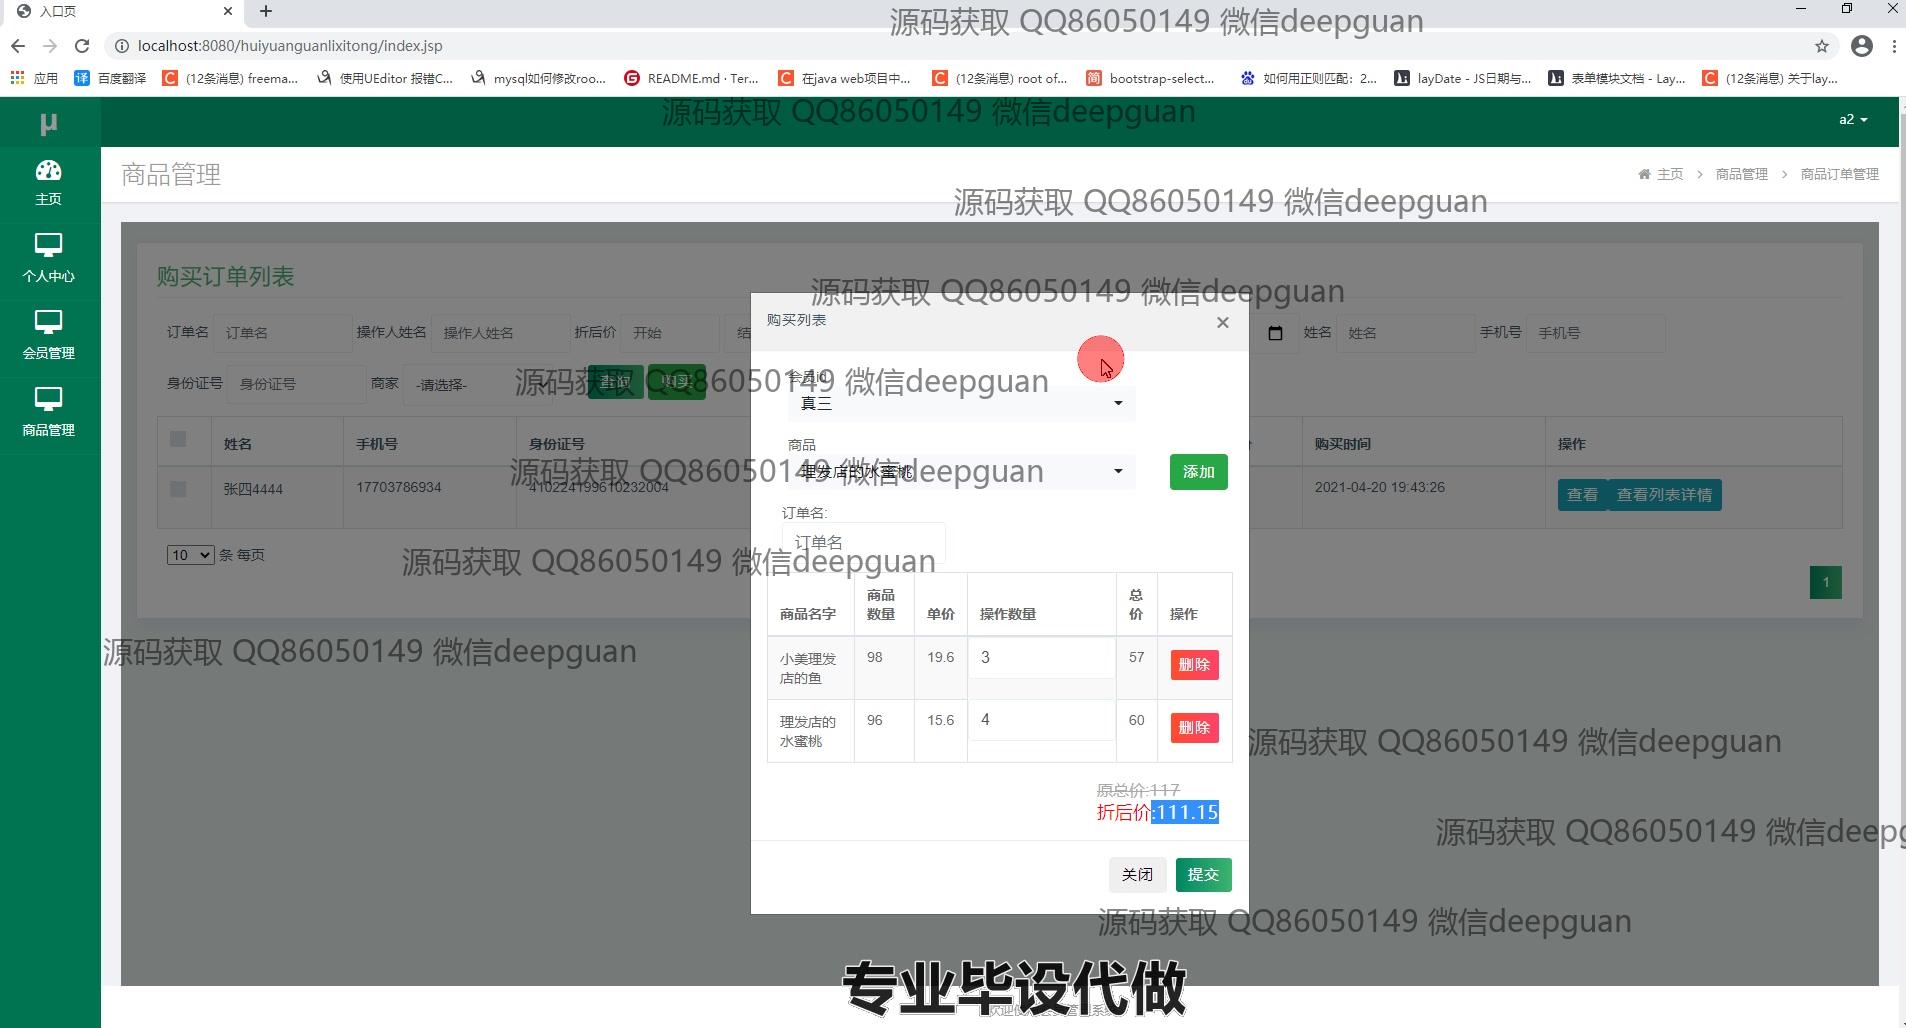 入口页
源码获取 QQ86050149 微信deepguan
localhost:8080/huiyuanguanlixitong/index.jsp
应用 百度翻译 (12条消息) freema... 使用UEditor 报错C... mysql如何修改roo... README.md · Ter... 在java web项目中... (12条消息) root of... bootstrap-select... 如何用正则匹配：2... layDate - JS日期与... 表单模块文档 - Lay... (12条消息) 关于lay...
源码获取 QQ86050149 微信deepguan
μ
a2
主页
个人中心
会员管理
商品管理
商品管理
主页 > 商品管理 > 商品订单管理
源码获取 QQ86050149 微信deepguan
购买订单列表
源码获取 QQ86050149 微信deepguan
订单名 订单名 操作人姓名 操作人姓名 折后价 开始 结 姓名 姓名 手机号 手机号
身份证号 身份证号 商家 -请选择- 查询 购买
源码获取 QQ86050149 微信deepguan
姓名 手机号 身份证号 购买时间 操作
源码获取 QQ86050149 微信deepguan
张四4444 17703786934 410224199610232004 2021-04-20 19:43:26 查看 查看列表详情
10 条 每页
源码获取 QQ86050149 微信deepguan
1
源码获取 QQ86050149 微信deepguan
购买列表 ×
会员id
真三
商品
理发店的水蜜桃 添加
订单名:
订单名
商品名字 商品数量 单价 操作数量 总价 操作
小美理发店的鱼 98 19.6 3 57 删除
理发店的水蜜桃 96 15.6 4 60 删除
原总价:117
折后价:111.15
关闭 提交
源码获取 QQ86050149 微信deepguan
源码获取 QQ86050149 微信deepg
源码获取 QQ86050149 微信deepguan
专业毕设代做